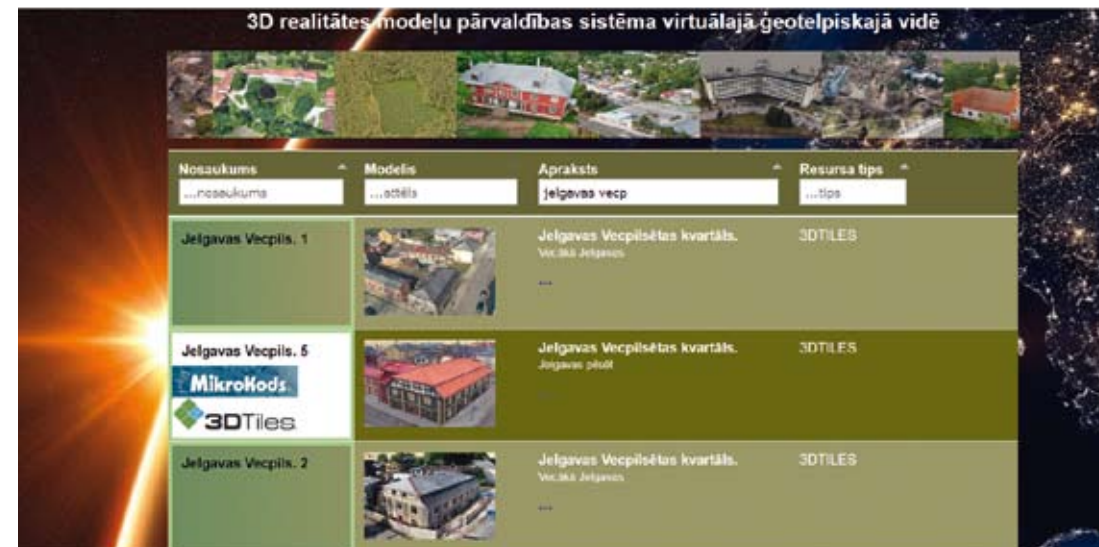 3D realitātes modeļu pārvaldības sistēma virtuālajā ģeotelpiskajā vidē
Nosaukums Modelis Apraksts Resursa tips
...nosaukums ...attēls jelgavas vecp ...tips
Jelgavas Vecpils. 1 Jelgavas Vecpilsētas kvartāls. 3DTILES
Vecākā Jelgavas
...
Jelgavas Vecpils. 5 Jelgavas Vecpilsētas kvartāls. 3DTILES
Jelgavas pilsēt
MikroKods
3DTiles
Jelgavas Vecpils. 2 Jelgavas Vecpilsētas kvartāls. 3DTILES
Vecākā Jelgavas
...